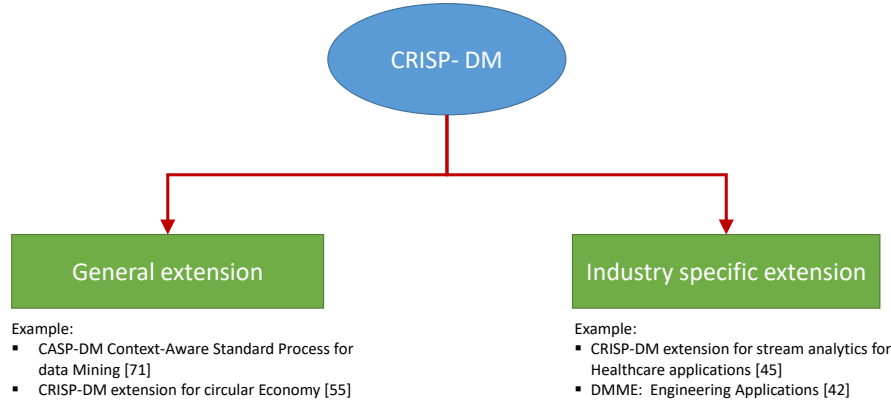 CRISP- DM
General extension
Industry specific extension
Example:
▪ CASP-DM Context-Aware Standard Process for
data Mining [71]
▪ CRISP-DM extension for circular Economy [55]
Example:
▪ CRISP-DM extension for stream analytics for
Healthcare applications [45]
▪ DMME: Engineering Applications [42]